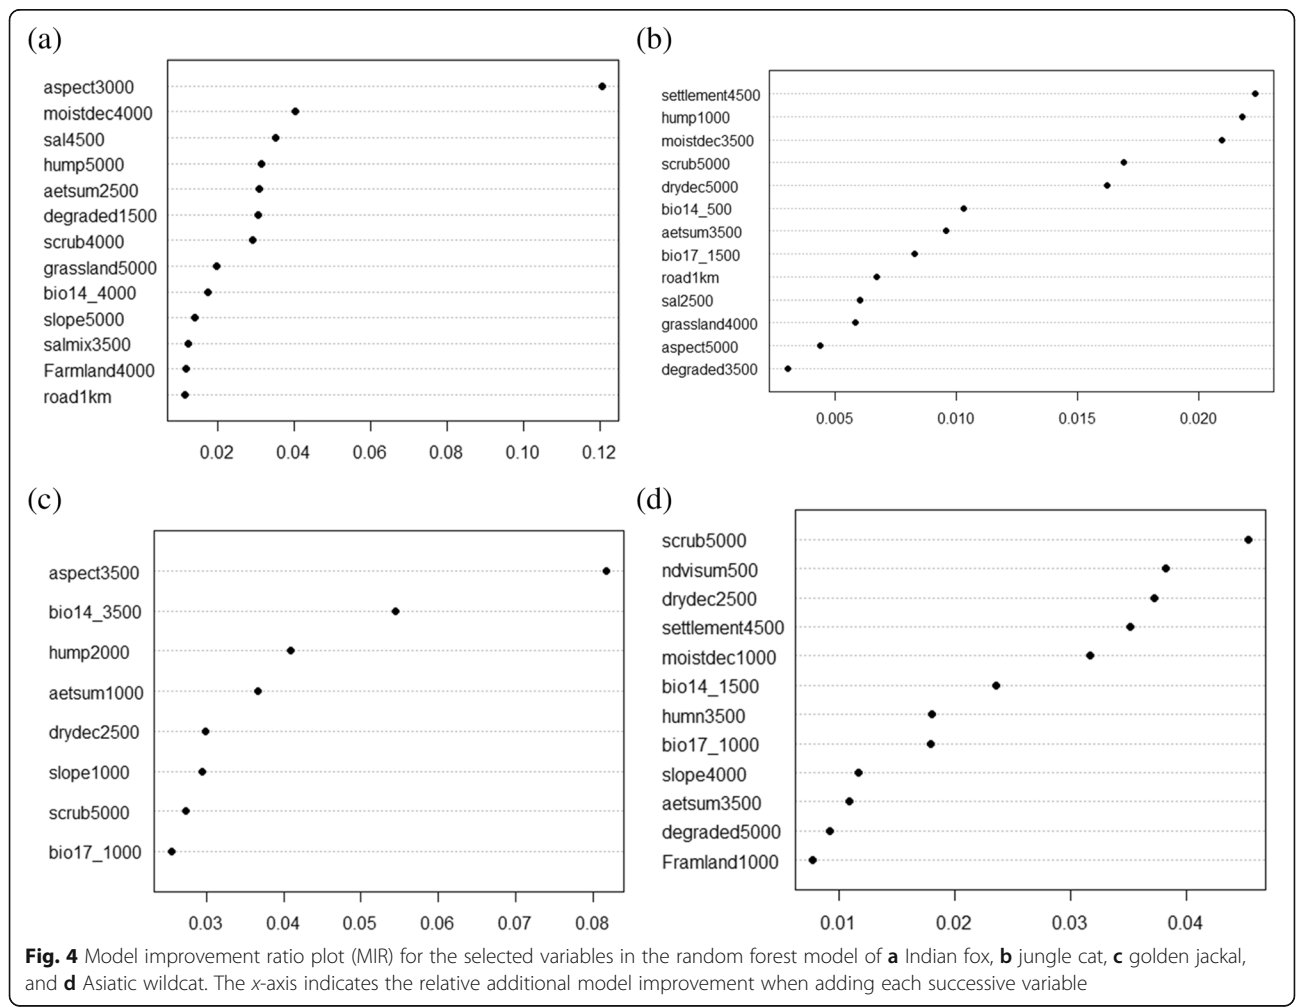 (a)
aspect3000
moistdec4000
sal4500
hump5000
aetsum2500
degraded1500
scrub4000
grassland5000
bio14_4000
slope5000
salmix3500
Farmland4000
road1km
0.02 0.04 0.06 0.08 0.10 0.12
(b)
settlement4500
hump1000
moistdec3500
scrub5000
drydec5000
bio14_500
aetsum3500
bio17_1500
road1km
sal2500
grassland4000
aspect5000
degraded3500
0.005 0.010 0.015 0.020
(c)
aspect3500
bio14_3500
hump2000
aetsum1000
drydec2500
slope1000
scrub5000
bio17_1000
0.03 0.04 0.05 0.06 0.07 0.08
(d)
scrub5000
ndvisum500
drydec2500
settlement4500
moistdec1000
bio14_1500
humn3500
bio17_1000
slope4000
aetsum3500
degraded5000
Framland1000
0.01 0.02 0.03 0.04
Fig. 4 Model improvement ratio plot (MIR) for the selected variables in the random forest model of a Indian fox, b jungle cat, c golden jackal,
and d Asiatic wildcat. The x-axis indicates the relative additional model improvement when adding each successive variable